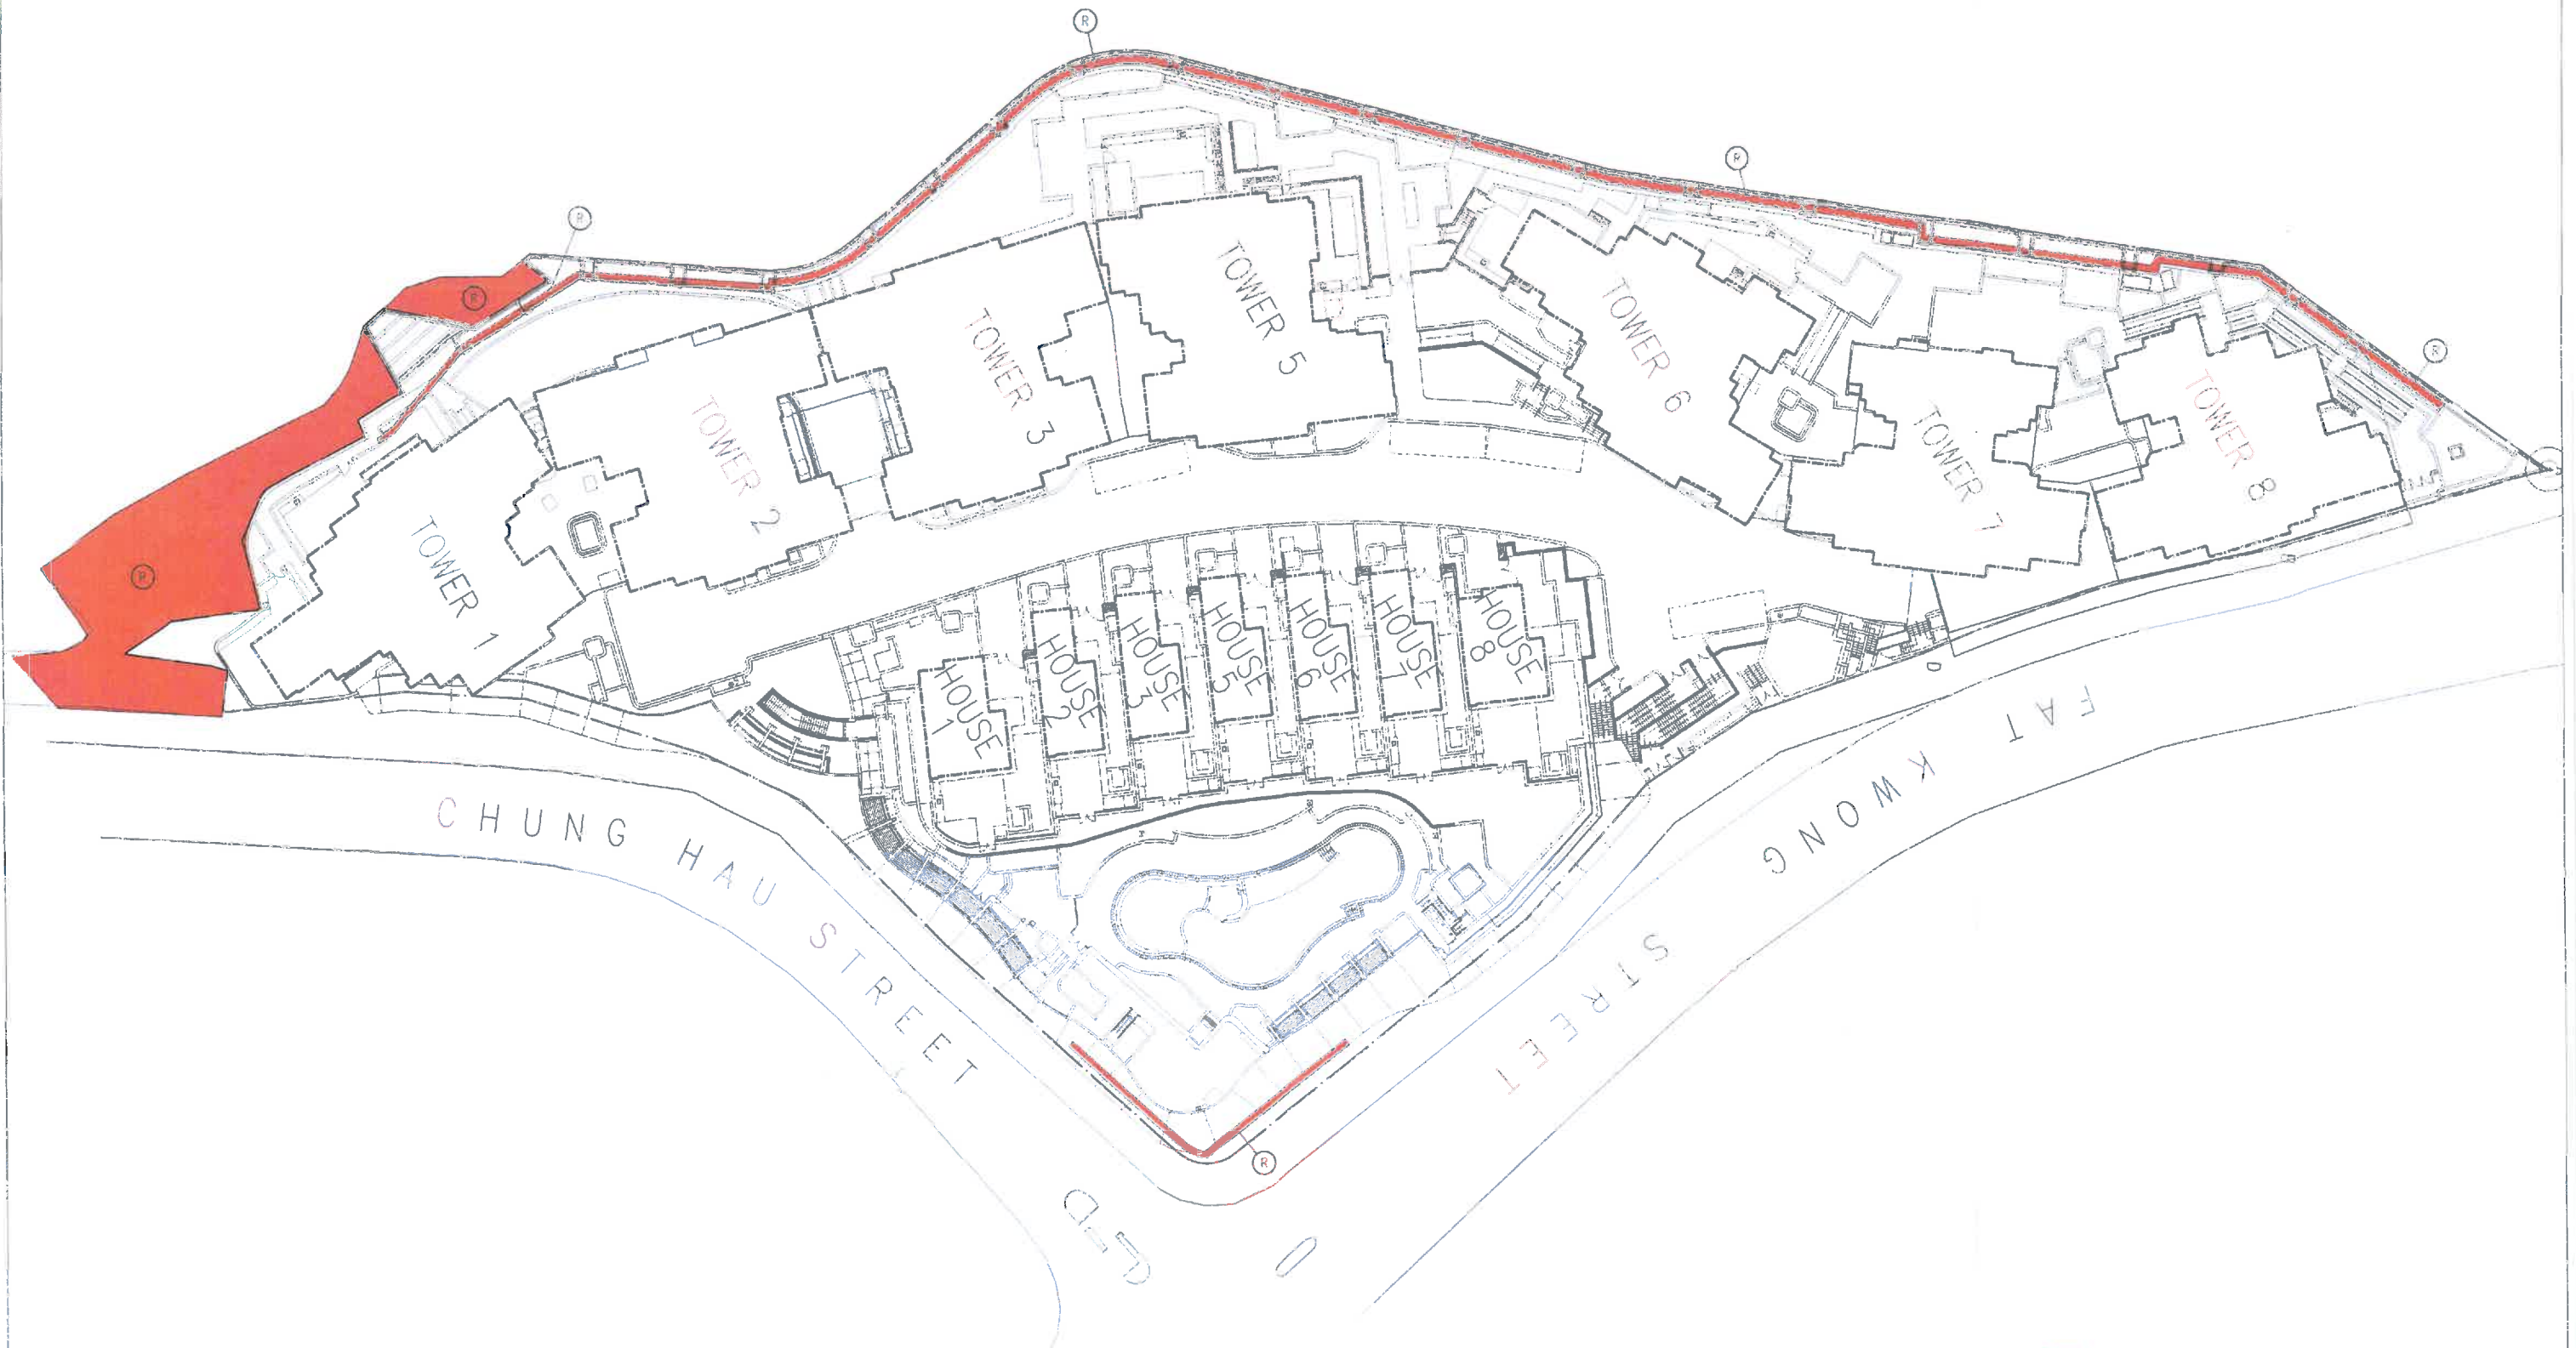 R
R
R
R
R
R
R
TOWER 1
TOWER 2
TOWER 3
TOWER 5
TOWER 6
TOWER 7
TOWER 8
HOUSE 1
HOUSE 2
HOUSE 3
HOUSE 5
HOUSE 6
HOUSE 7
HOUSE 8
CHUNG HAU STREET
FAT KWONG STREET
R